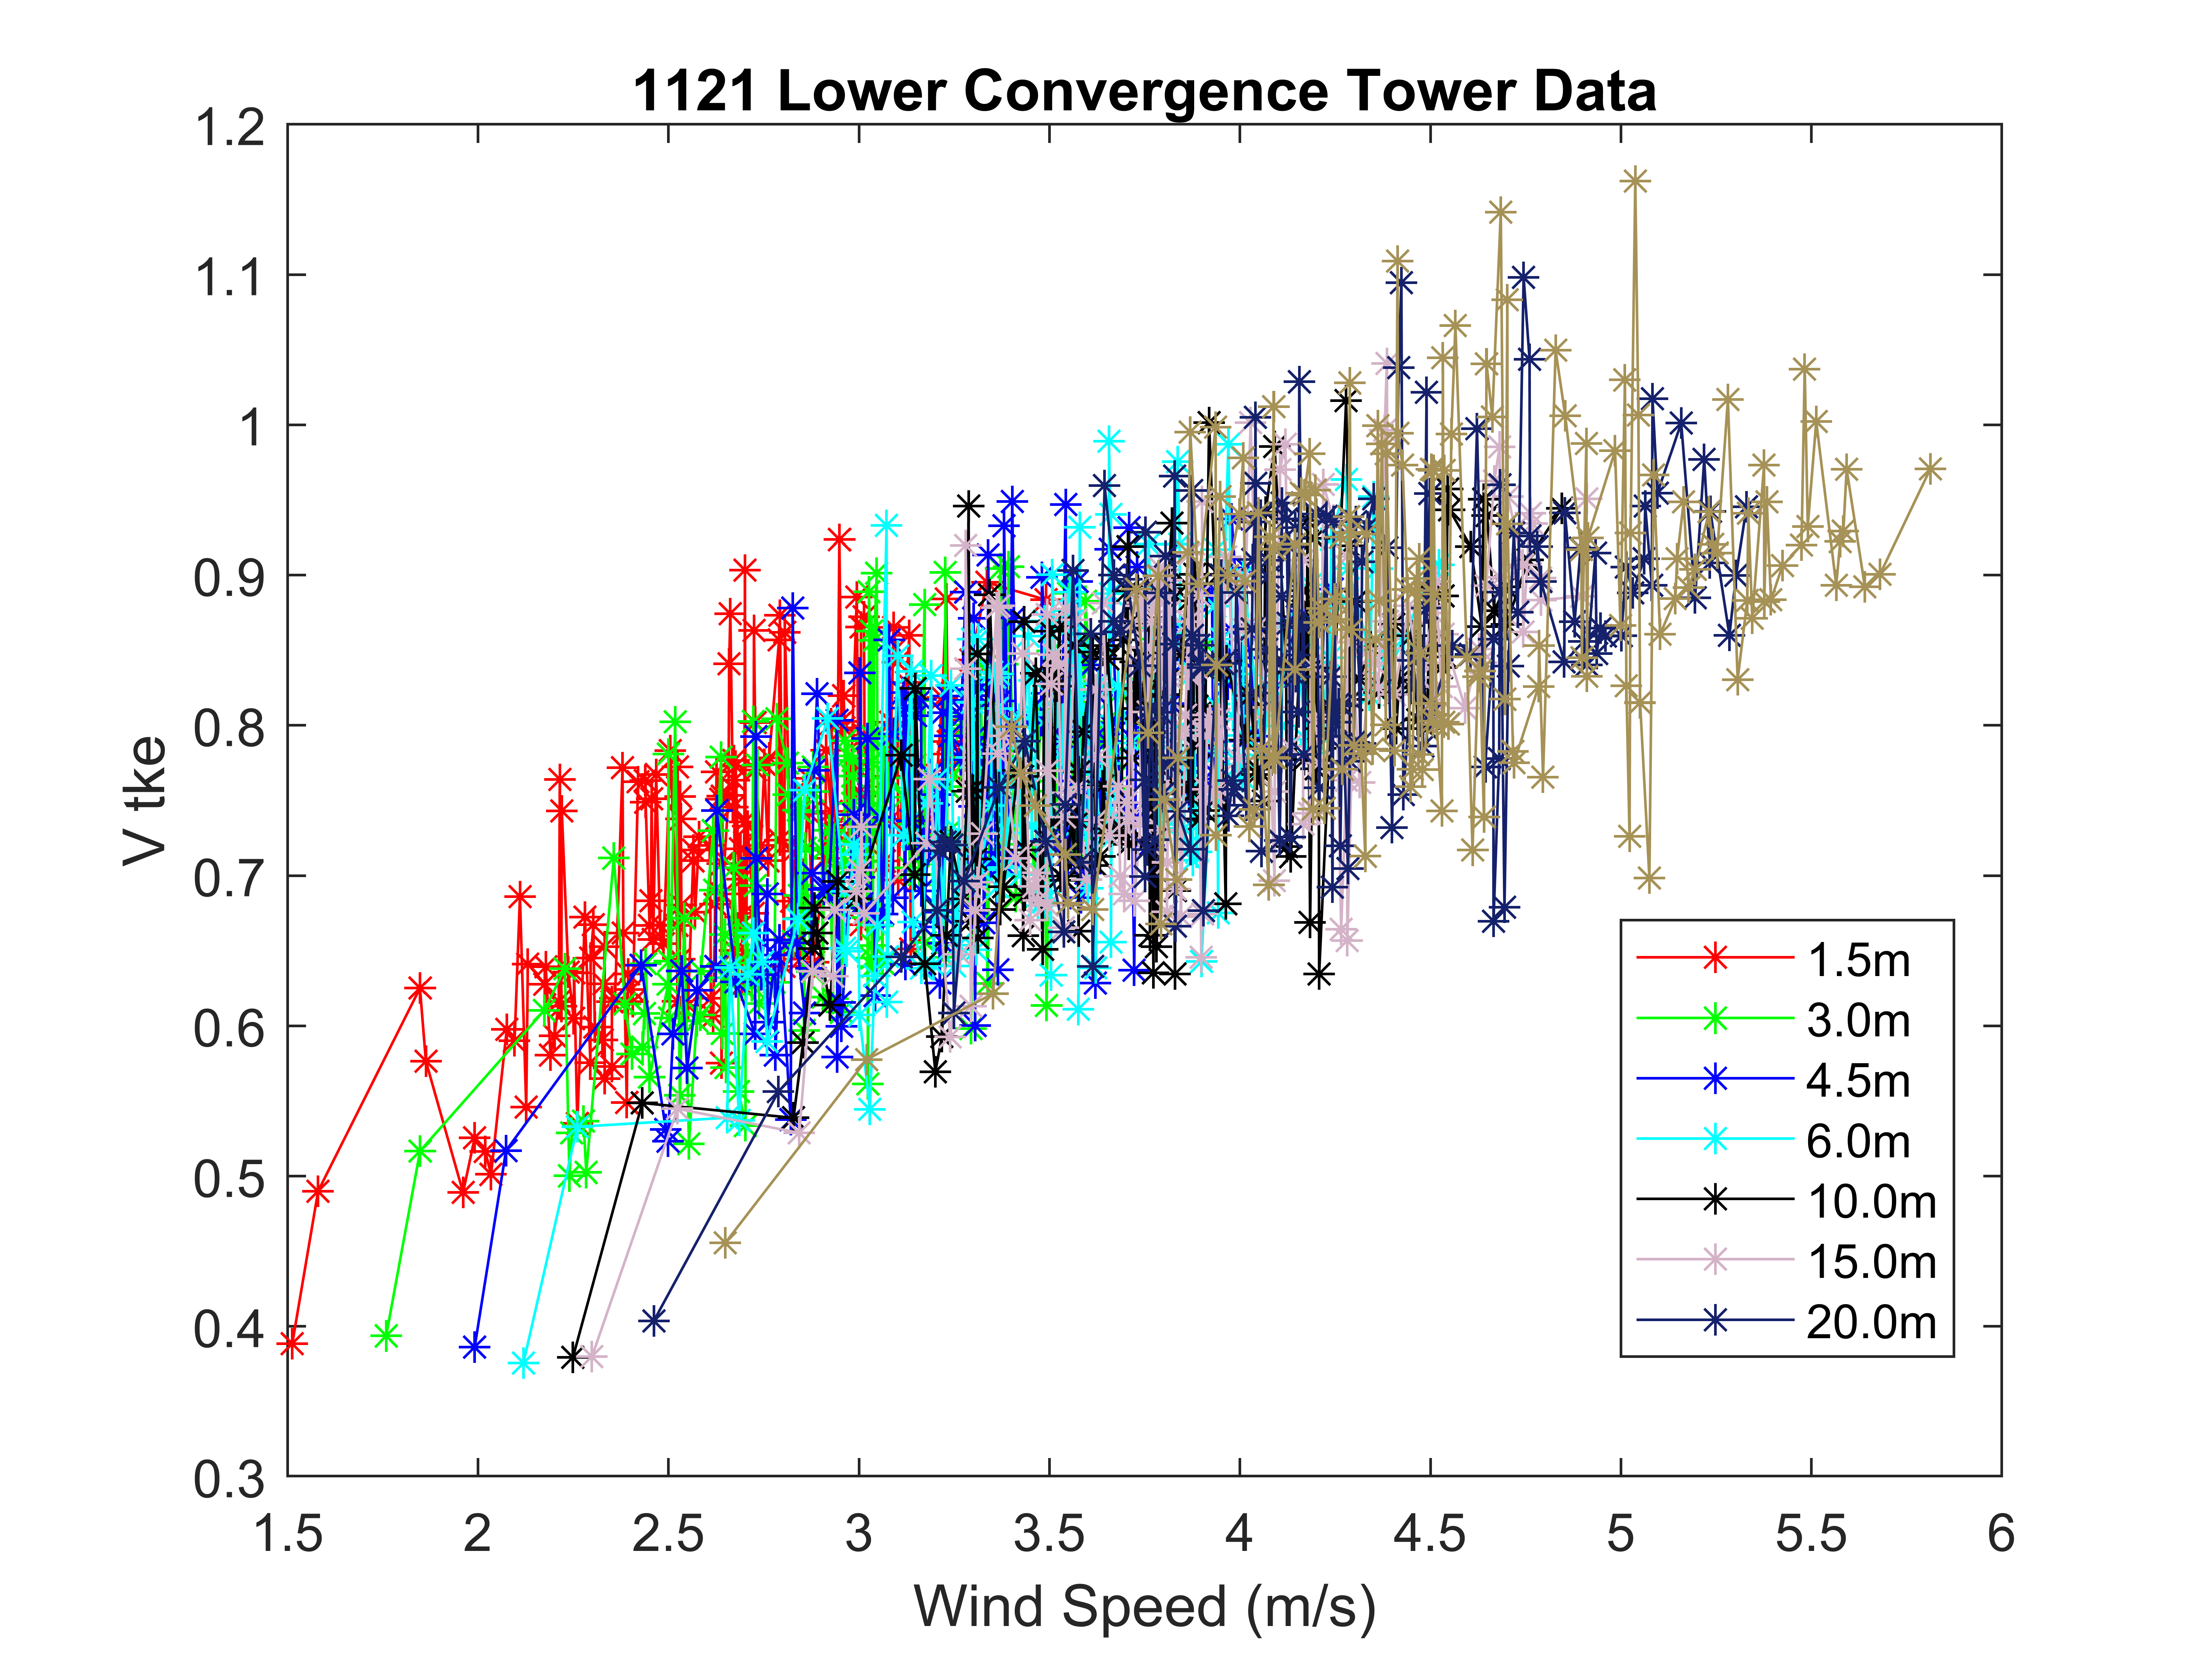 1121 Lower Convergence Tower Data
1.2
1.1
1
0.9
0.8
0.7
0.6
0.5
0.4
0.3
V tke
1.5m
3.0m
4.5m
6.0m
10.0m
15.0m
20.0m
1.5 2 2.5 3 3.5 4 4.5 5 5.5 6
Wind Speed (m/s)